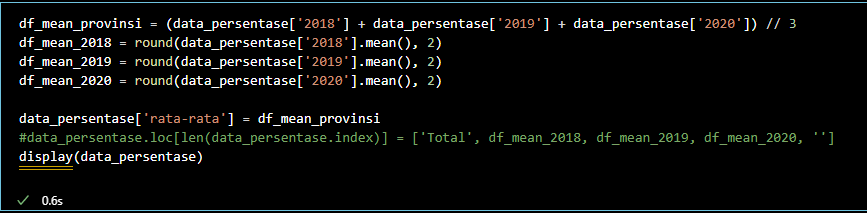 df_mean_provinsi = (data_persentase['2018'] + data_persentase['2019'] + data_persentase['2020']) // 3
df_mean_2018 = round(data_persentase['2018'].mean(), 2)
df_mean_2019 = round(data_persentase['2019'].mean(), 2)
df_mean_2020 = round(data_persentase['2020'].mean(), 2)

data_persentase['rata-rata'] = df_mean_provinsi
#data_persentase.loc[len(data_persentase.index)] = ['Total', df_mean_2018, df_mean_2019, df_mean_2020, '']
display(data_persentase)
0.6s